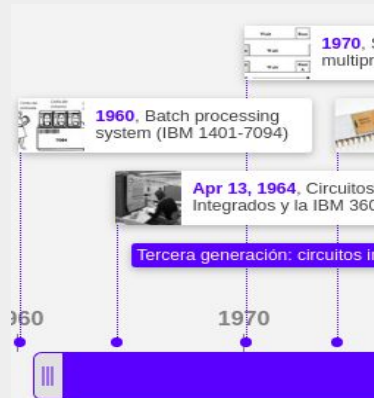 1970,
multipr
1960, Batch processing
system (IBM 1401-7094)
Apr 13, 1964, Circuitos
Integrados y la IBM 360
Tercera generación: circuitos i
960
1970